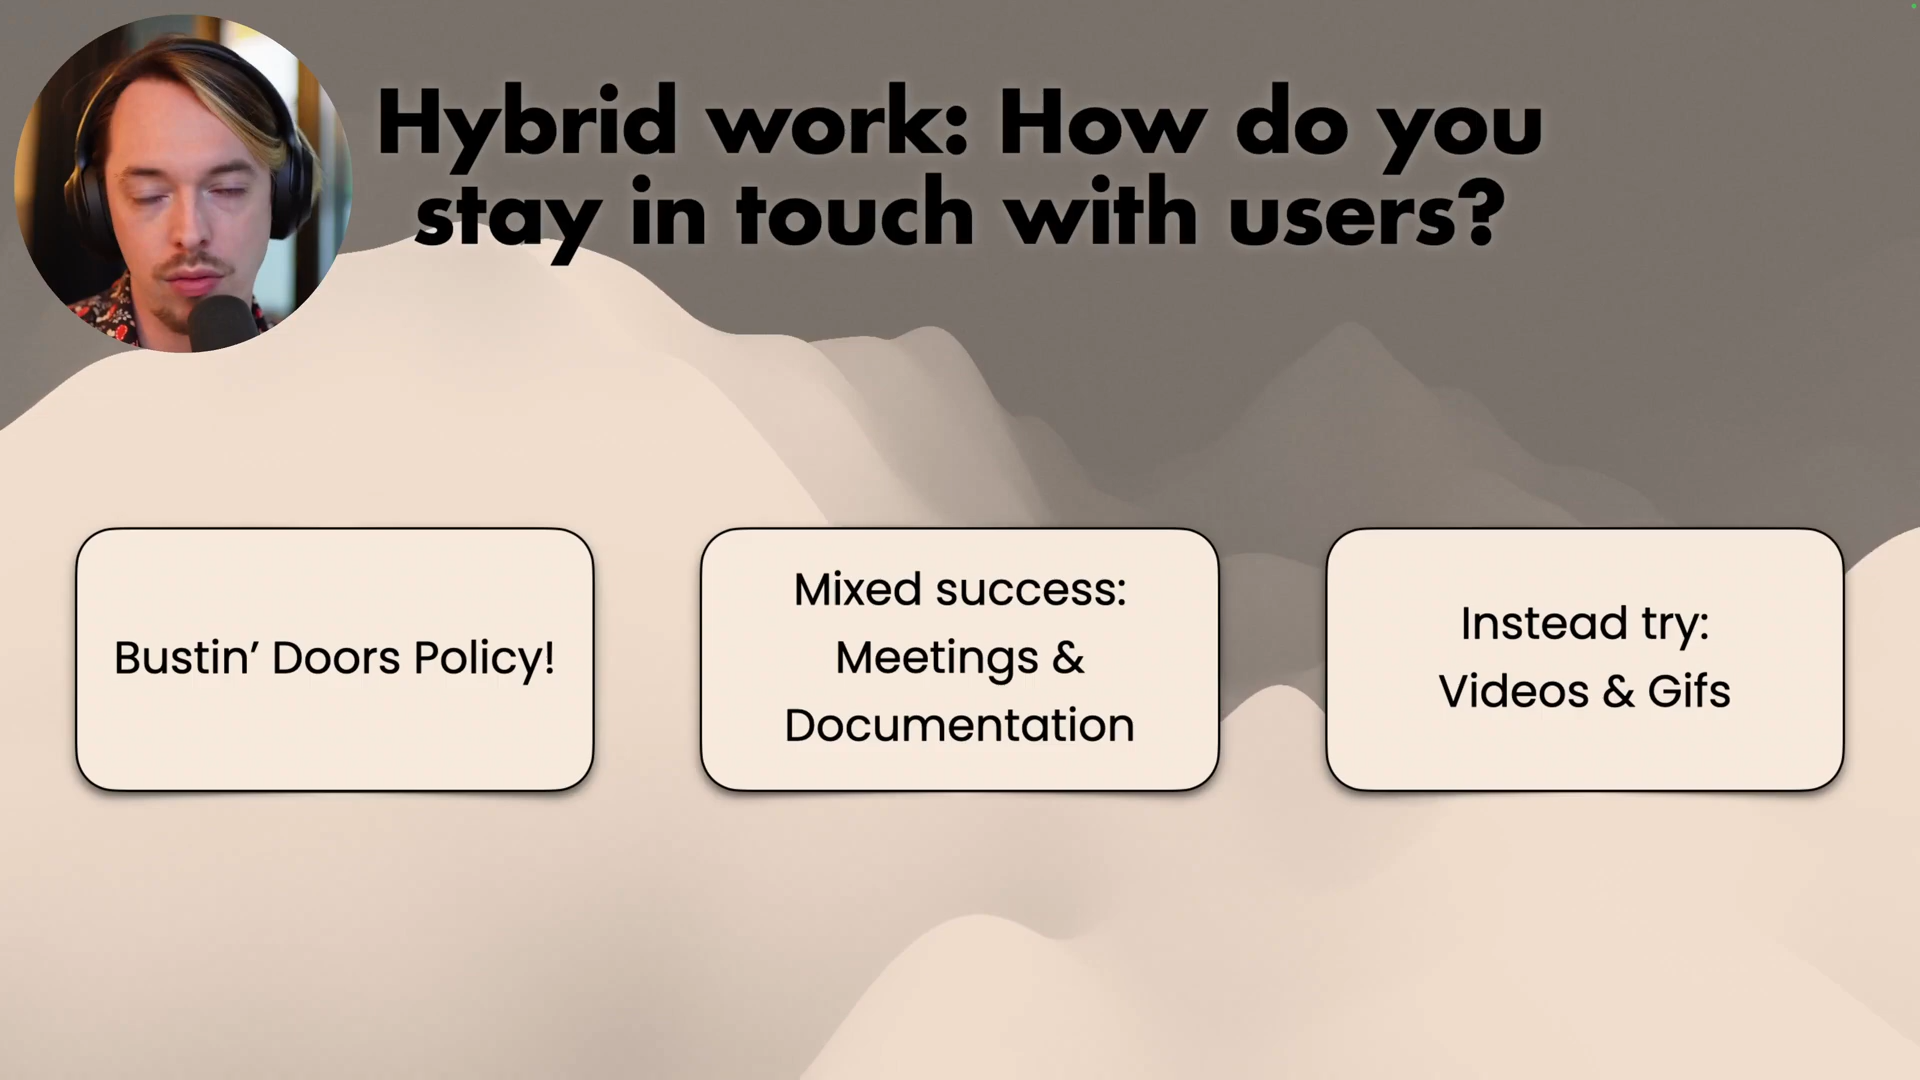 Hybrid work: How do you
stay in touch with users?
Bustin’ Doors Policy!
Mixed success:
Meetings &
Documentation
Instead try:
Videos & Gifs